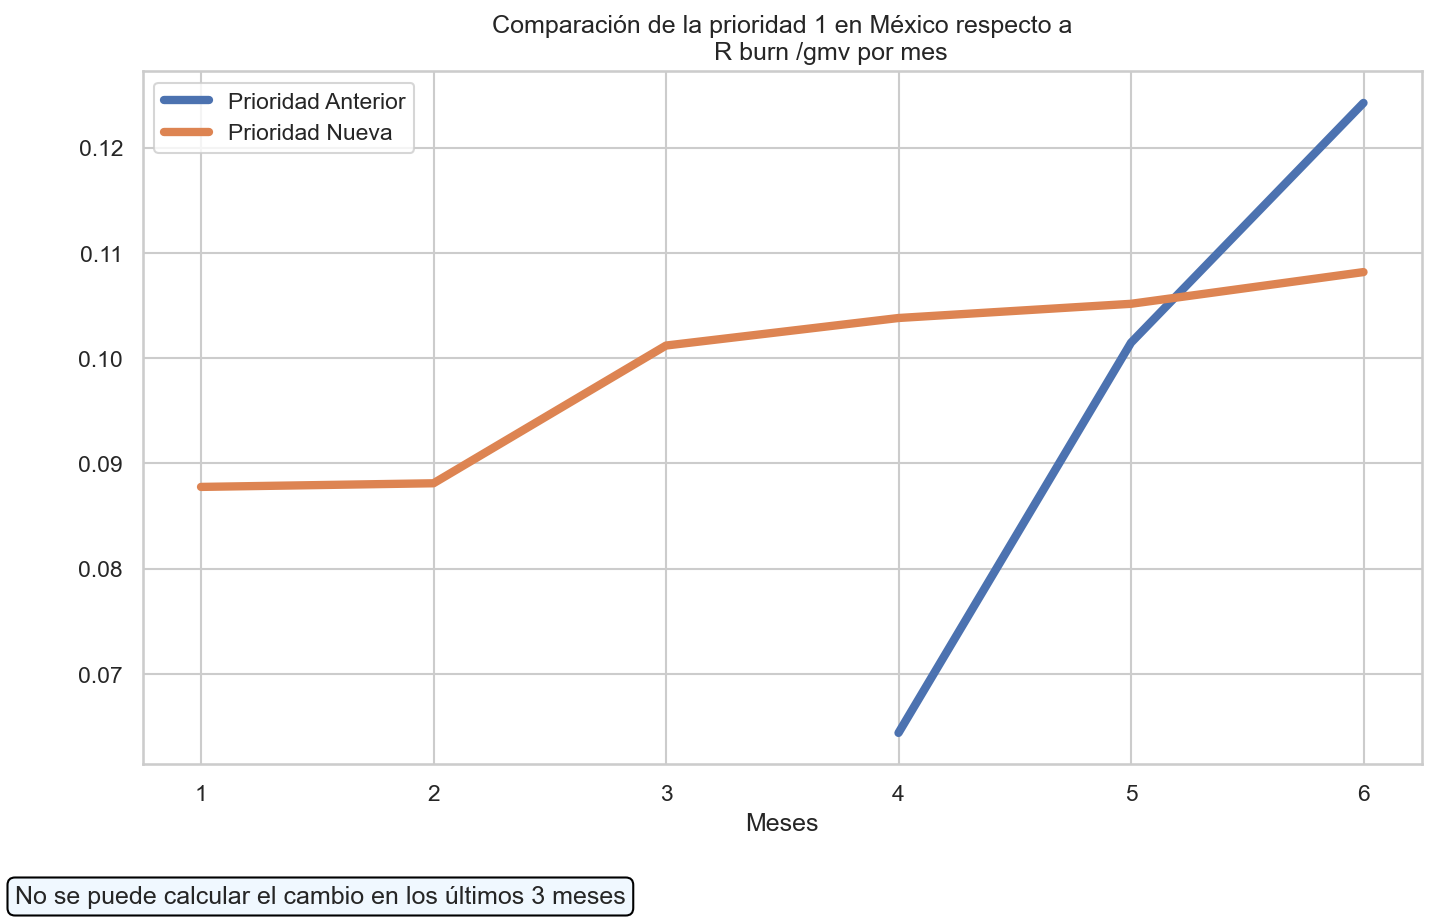 Comparación de la prioridad 1 en México respecto a
R burn /gmv por mes
Prioridad Anterior
Prioridad Nueva
0.12
0.11
0.10
0.09
0.08
0.07
1 2 3 4 5 6
Meses
No se puede calcular el cambio en los últimos 3 meses